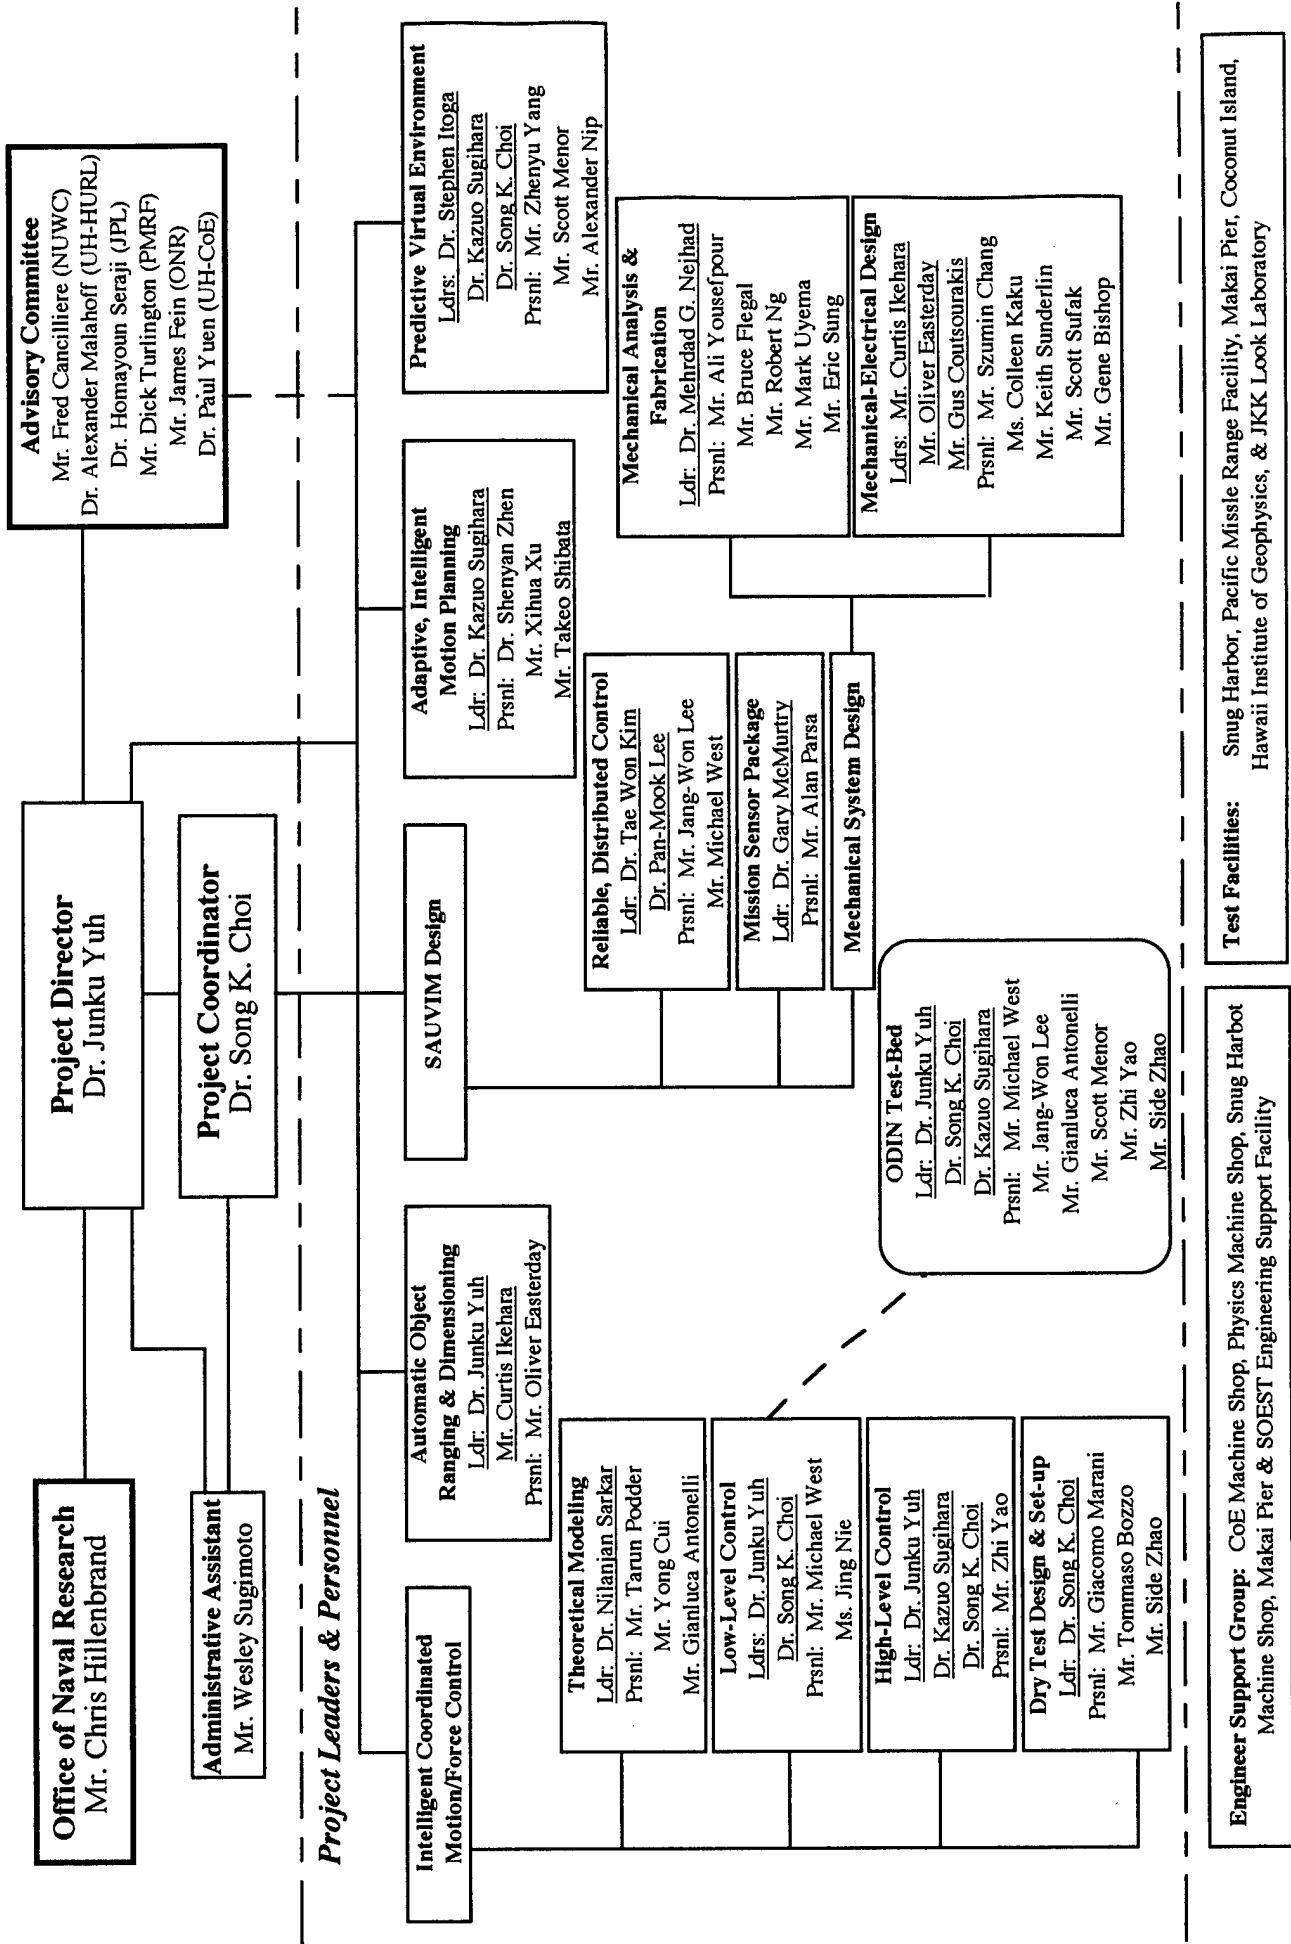 Office of Naval Research
Mr. Chris Hillenbrand
Project Director
Dr. Junku Yuh
Advisory Committee
Mr. Fred Cancilliere (NUWC)
Dr. Alexander Malahoff (UH-HURL)
Dr. Homayoun Seraji (JPL)
Mr. Dick Turlington (PMRF)
Mr. James Fein (ONR)
Dr. Paul Yuen (UH-CoE)
Administrative Assistant
Mr. Wesley Sugimoto
Project Coordinator
Dr. Song K. Choi
Project Leaders & Personnel
Intelligent Coordinated
Motion/Force Control
Automatic Object
Ranging & Dimensioning
Ldr: Dr. Junku Yuh
Mr. Curtis Ikehara
Prsnl: Mr. Oliver Easterday
SAUVIM Design
Adaptive, Intelligent
Motion Planning
Ldr: Dr. Kazuo Sugihara
Prsnl: Dr. Shenyan Zhen
Mr. Xihua Xu
Mr. Takeo Shibata
Predictive Virtual Environment
Ldrs: Dr. Stephen Itoga
Dr. Kazuo Sugihara
Dr. Song K. Choi
Prsnl: Mr. Zhenyu Yang
Mr. Scott Menor
Mr. Alexander Nip
Theoretical Modeling
Ldr: Dr. Nilanjan Sarkar
Prsnl: Mr. Tarun Podder
Mr. Yong Cui
Mr. Gianluca Antonelli
Low-Level Control
Ldrs: Dr. Junku Yuh
Dr. Song K. Choi
Prsnl: Mr. Michael West
Ms. Jing Nie
High-Level Control
Ldr: Dr. Junku Yuh
Dr. Kazuo Sugihara
Dr. Song K. Choi
Prsnl: Mr. Zhi Yao
Dry Test Design & Set-up
Ldr: Dr. Song K. Choi
Prsnl: Mr. Giacomo Marani
Mr. Tommaso Bozzo
Mr. Side Zhao
Reliable, Distributed Control
Ldr: Dr. Tae Won Kim
Dr. Pan-Mook Lee
Prsnl: Mr. Jang-Won Lee
Mr. Michael West
Mission Sensor Package
Ldr: Dr. Gary McMurtry
Prsnl: Mr. Alan Parsa
Mechanical System Design
Mechanical Analysis &
Fabrication
Ldr: Dr. Mehrdad G. Nejhad
Prsnl: Mr. Ali Yousefpour
Mr. Bruce Flegal
Mr. Robert Ng
Mr. Mark Uyema
Mr. Eric Sung
Mechanical-Electrical Design
Ldrs: Mr. Curtis Ikehara
Mr. Oliver Easterday
Mr. Gus Coutsourakis
Prsnl: Mr. Szumin Chang
Ms. Colleen Kaku
Mr. Keith Sunderlin
Mr. Scott Sufak
Mr. Gene Bishop
ODIN Test-Bed
Ldr: Dr. Junku Yuh
Dr. Song K. Choi
Dr. Kazuo Sugihara
Prsnl: Mr. Michael West
Mr. Jang-Won Lee
Mr. Gianluca Antonelli
Mr. Scott Menor
Mr. Zhi Yao
Mr. Side Zhao
Engineer Support Group: CoE Machine Shop, Physics Machine Shop, Snug Harbot
Machine Shop, Makai Pier & SOEST Engineering Support Facility
Test Facilities: Snug Harbor, Pacific Missle Range Facility, Makai Pier, Coconut Island,
Hawaii Institute of Geophysics, & JKK Look Laboratory